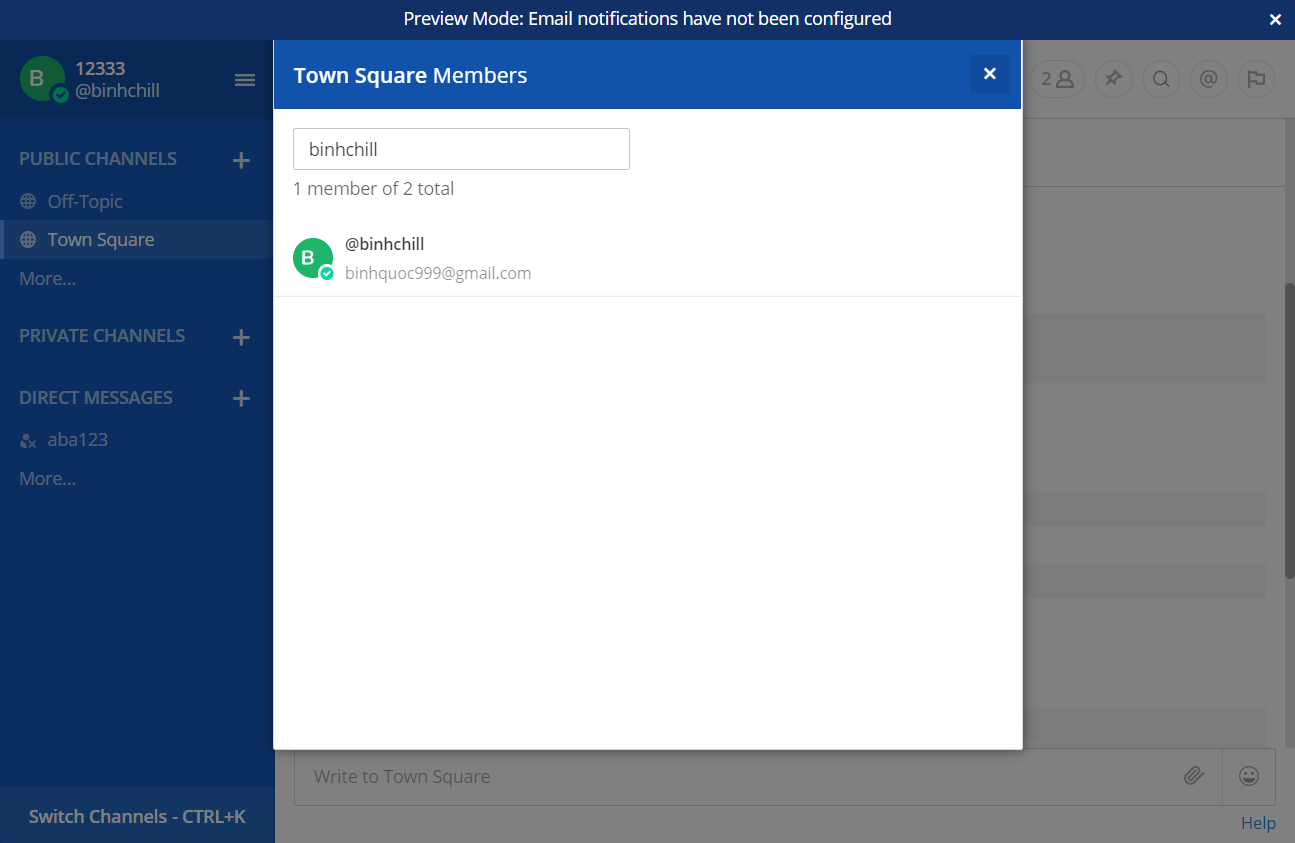 Preview Mode: Email notifications have not been configured
×
B
12333
@binhchill
PUBLIC CHANNELS
+
Off-Topic
Town Square
More...
PRIVATE CHANNELS
+
DIRECT MESSAGES
+
aba123
More...
Switch Channels - CTRL+K
Town Square Members
×
binhchill
1 member of 2 total
B
@binhchill
binhquoc999@gmail.com
2
@
Write to Town Square
Help